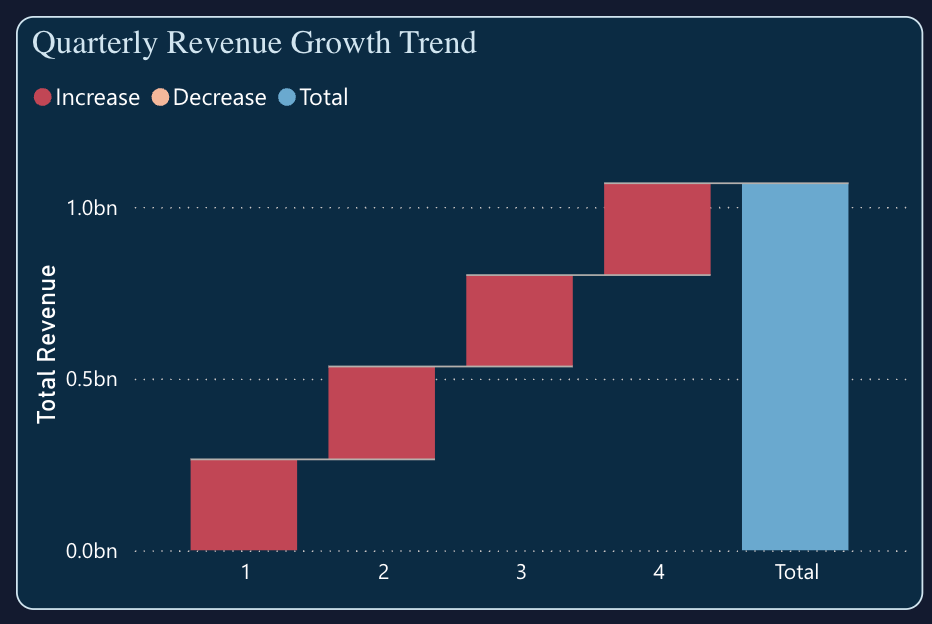 Quarterly Revenue Growth Trend
Increase Decrease Total
Total Revenue
1.0bn
0.5bn
0.0bn
1 2 3 4 Total